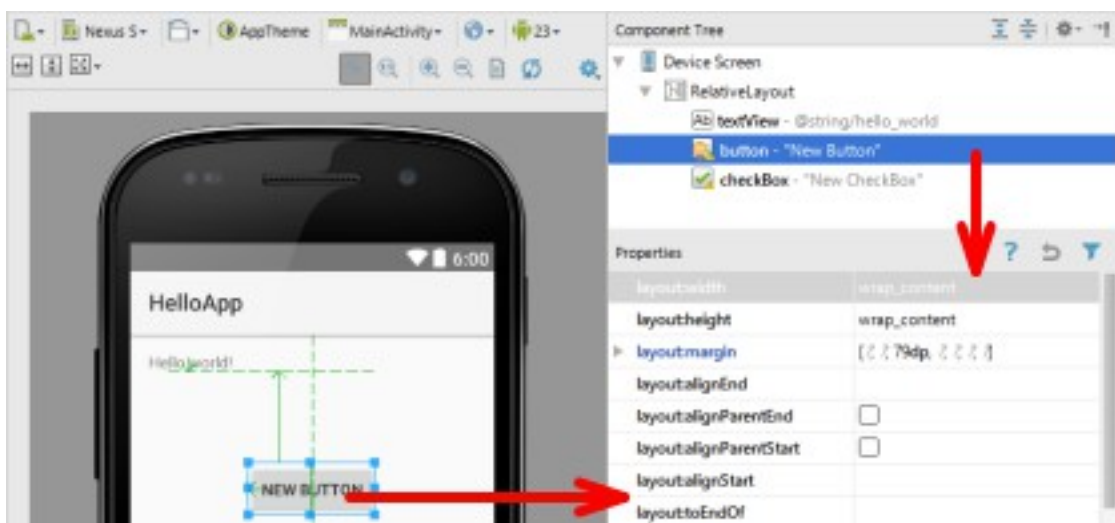 Nexus S AppTheme MainActivity 23
Component Tree
Device Screen
RelativeLayout
Ab textView - @string/hello_world
button - "New Button"
checkBox - "New CheckBox"
6:00
HelloApp
Hello world!
NEW BUTTON
Properties
layout:width wrap_content
layout:height wrap_content
layout:margin [ 79dp, ]
layout:alignEnd
layout:alignParentEnd
layout:alignParentStart
layout:alignStart
layout:toEndOf